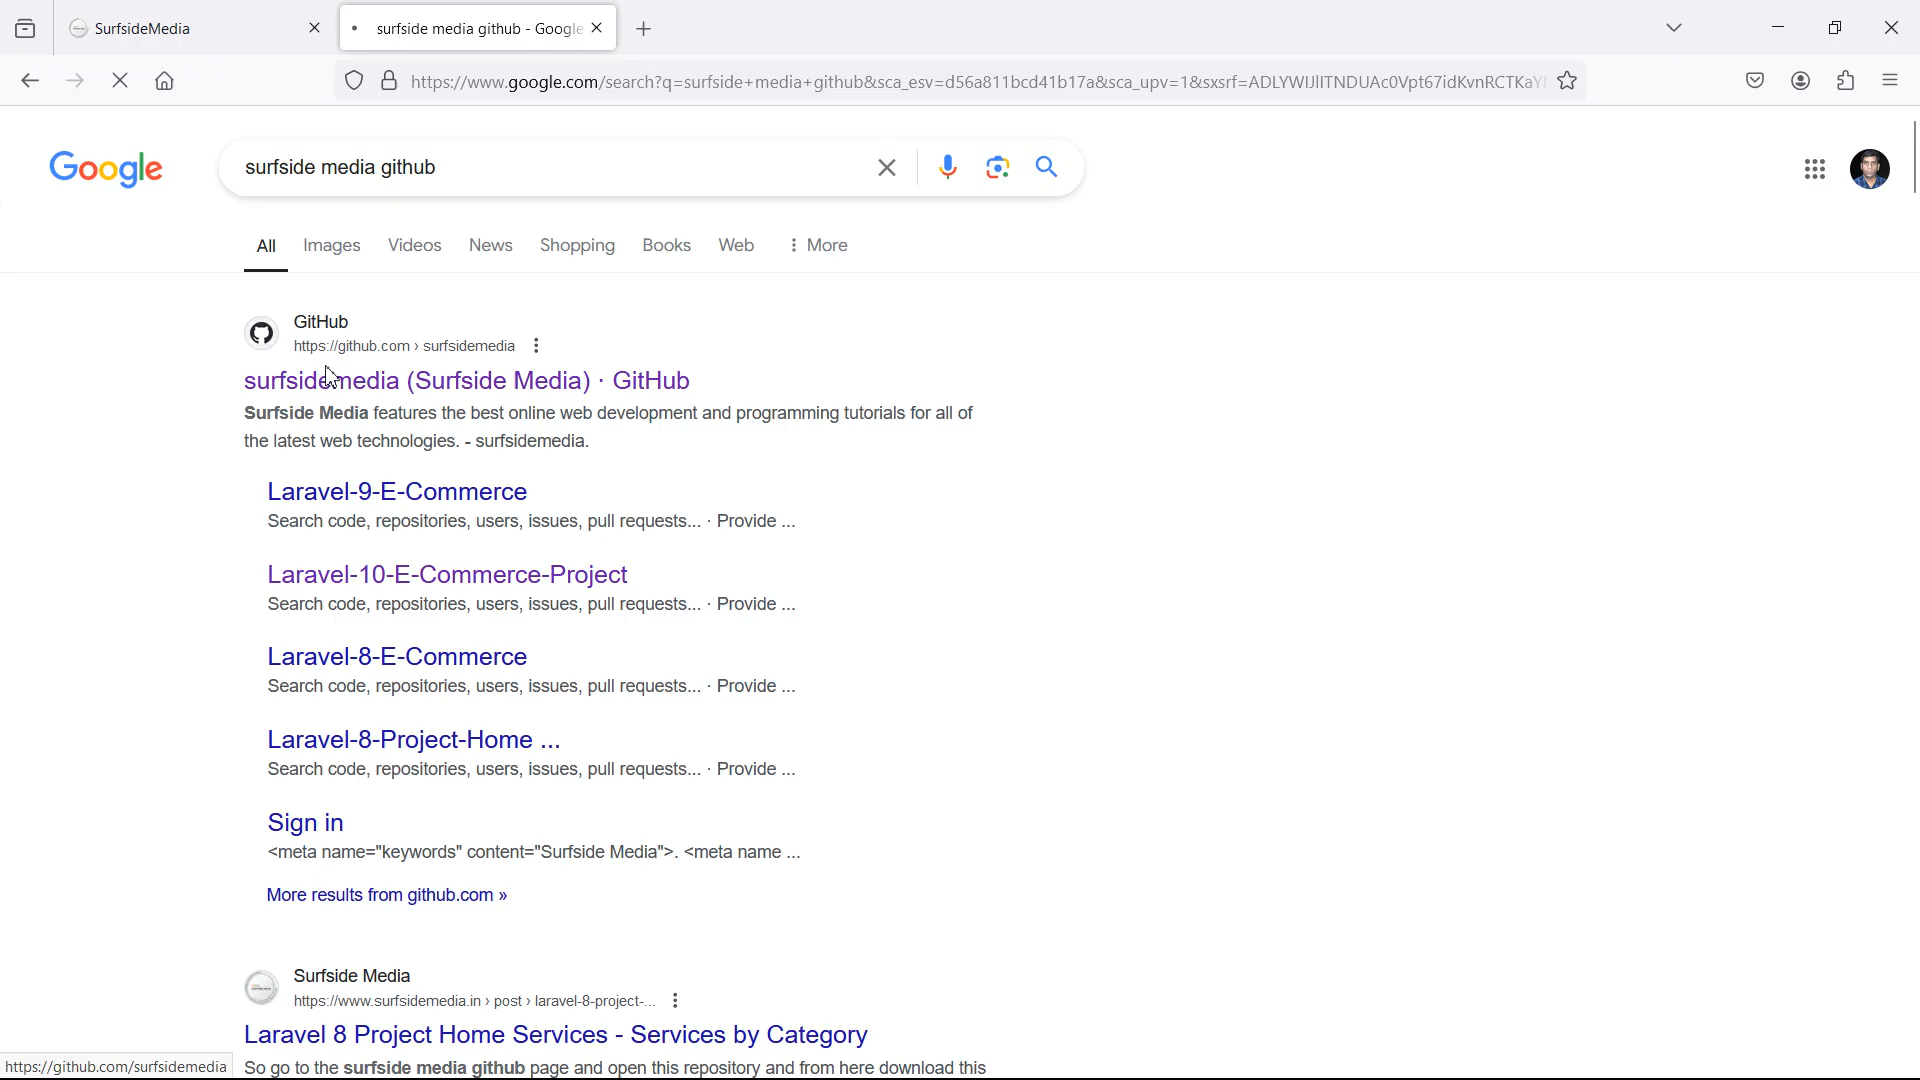 SurfsideMedia
surfside media github - Google
https://www.google.com/search?q=surfside+media+github&sca_esv=d56a811bcd41b17a&sca_upv=1&sxsrf=ADLYWIJlITNDUAc0Vpt67idKvnRCTKaY
Google
surfside media github
All Images Videos News Shopping Books Web More
GitHub
https://github.com › surfsidemedia
surfsidemedia (Surfside Media) · GitHub
Surfside Media features the best online web development and programming tutorials for all of
the latest web technologies. - surfsidemedia.
Laravel-9-E-Commerce
Search code, repositories, users, issues, pull requests... · Provide ...
Laravel-10-E-Commerce-Project
Search code, repositories, users, issues, pull requests... · Provide ...
Laravel-8-E-Commerce
Search code, repositories, users, issues, pull requests... · Provide ...
Laravel-8-Project-Home ...
Search code, repositories, users, issues, pull requests... · Provide ...
Sign in
<meta name="keywords" content="Surfside Media">. <meta name ...
More results from github.com »
Surfside Media
https://www.surfsidemedia.in › post › laravel-8-project-...
Laravel 8 Project Home Services - Services by Category
So go to the surfside media github page and open this repository and from here download this
https://github.com/surfsidemedia